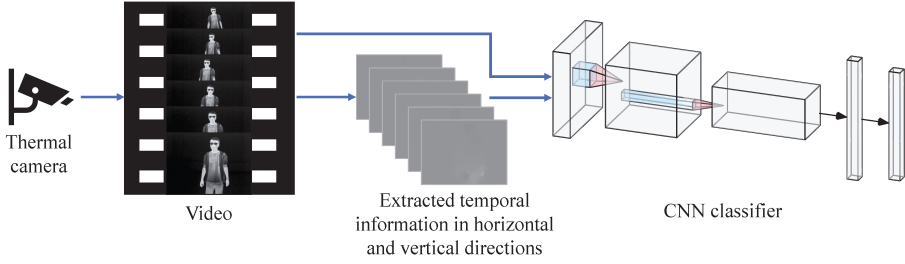 Thermal
camera
Video
Extracted temporal
information in horizontal
and vertical directions
CNN classifier